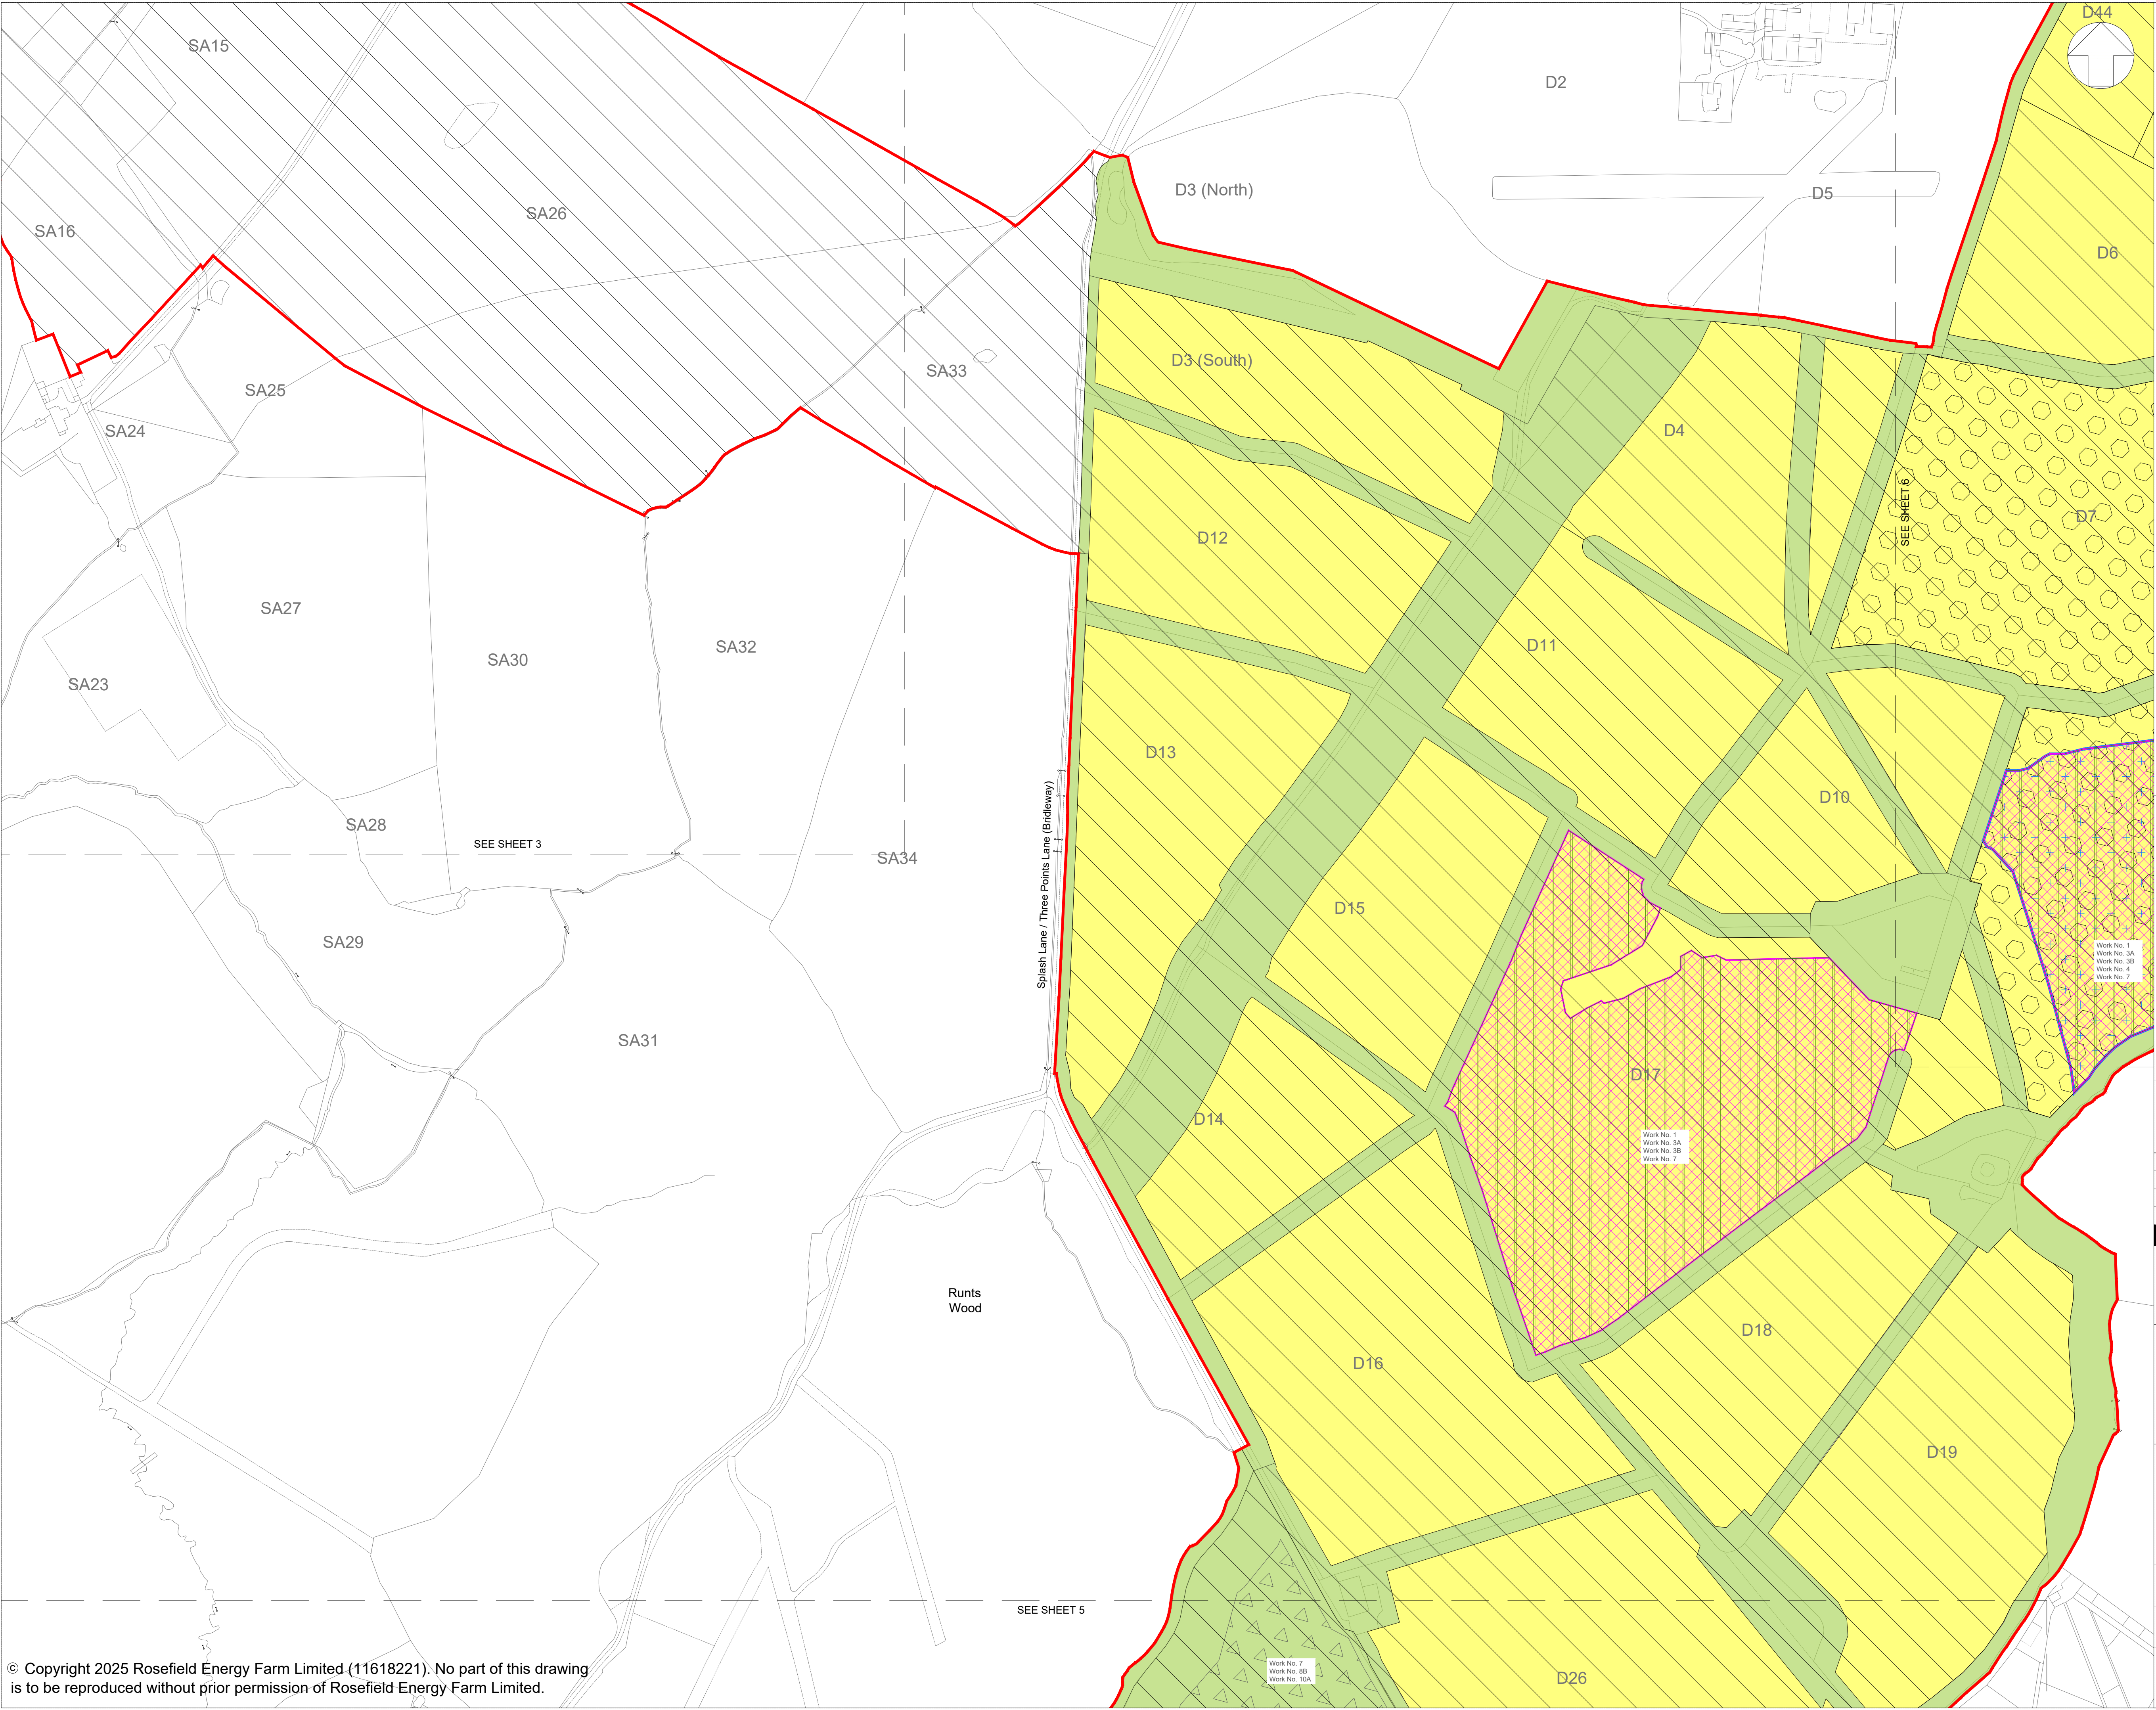 D44
SA15
D2
D3 (North)
D5
SA26
SA16
D6
D3 (South)
SA33
SA25
SA24
D4
D7
SEE SHEET 6
D12
SA27
SA32
D11
SA30
SA23
D13
D10
SA28
SEE SHEET 3
SA34
Splash Lane / Three Points Lane (Bridleway)
D15
SA29
Work No. 1
Work No. 3A
Work No. 3B
Work No. 4
Work No. 7
SA31
D17
D14
Work No. 1
Work No. 3A
Work No. 3B
Work No. 7
Runts
Wood
D18
D16
D19
SEE SHEET 5
Work No. 7
Work No. 8B
Work No. 10A
D26
© Copyright 2025 Rosefield Energy Farm Limited (11618221). No part of this drawing
is to be reproduced without prior permission of Rosefield Energy Farm Limited.